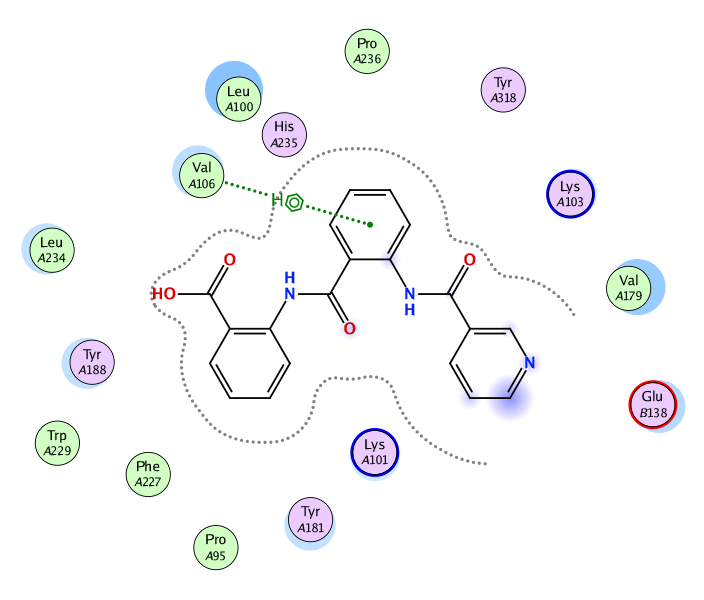 Pro
A236
Leu
A100
Tyr
A318
His
A235
Val
A106
Lys
A103
H
Leu
A234
O
O
Val
A179
HO
H
N
N
H
O
N
Tyr
A188
Glu
B138
Trp
A229
Lys
A101
Phe
A227
Tyr
A181
Pro
A95